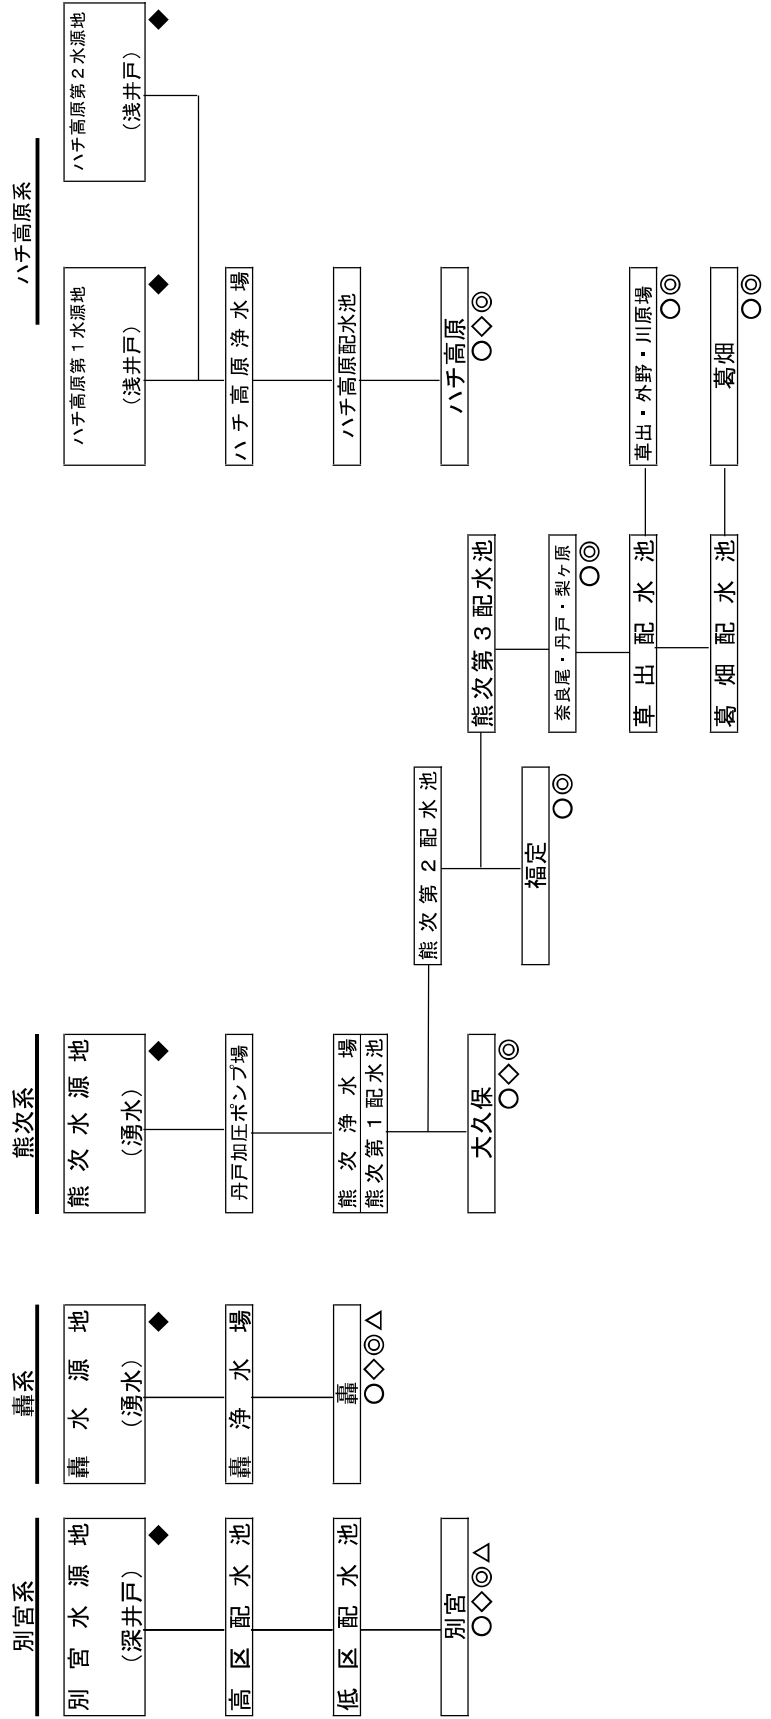 別宮系
別宮水源地
（深井戸）
◆
高区配水池
低区配水池
別宮
○◇◎△
轟系
轟水源地
（湧水）
◆
轟浄水場
轟
○◇◎△
熊次系
熊次水源地
（湧水）
◆
丹戸加圧ポンプ場
熊次浄水場
熊次第１配水池
大久保
○◇◎
熊次第２配水池
福定
○◎
熊次第３配水池
奈良尾・丹戸・梨ヶ原
○◎
草出配水池
葛畑配水池
草出・外野・川原場
○◎
葛畑
○◎
ハチ高原系
ハチ高原第１水源地
（浅井戸）
◆
ハチ高原第２水源地
（浅井戸）
◆
ハチ高原浄水場
ハチ高原配水池
ハチ高原
○◇◎